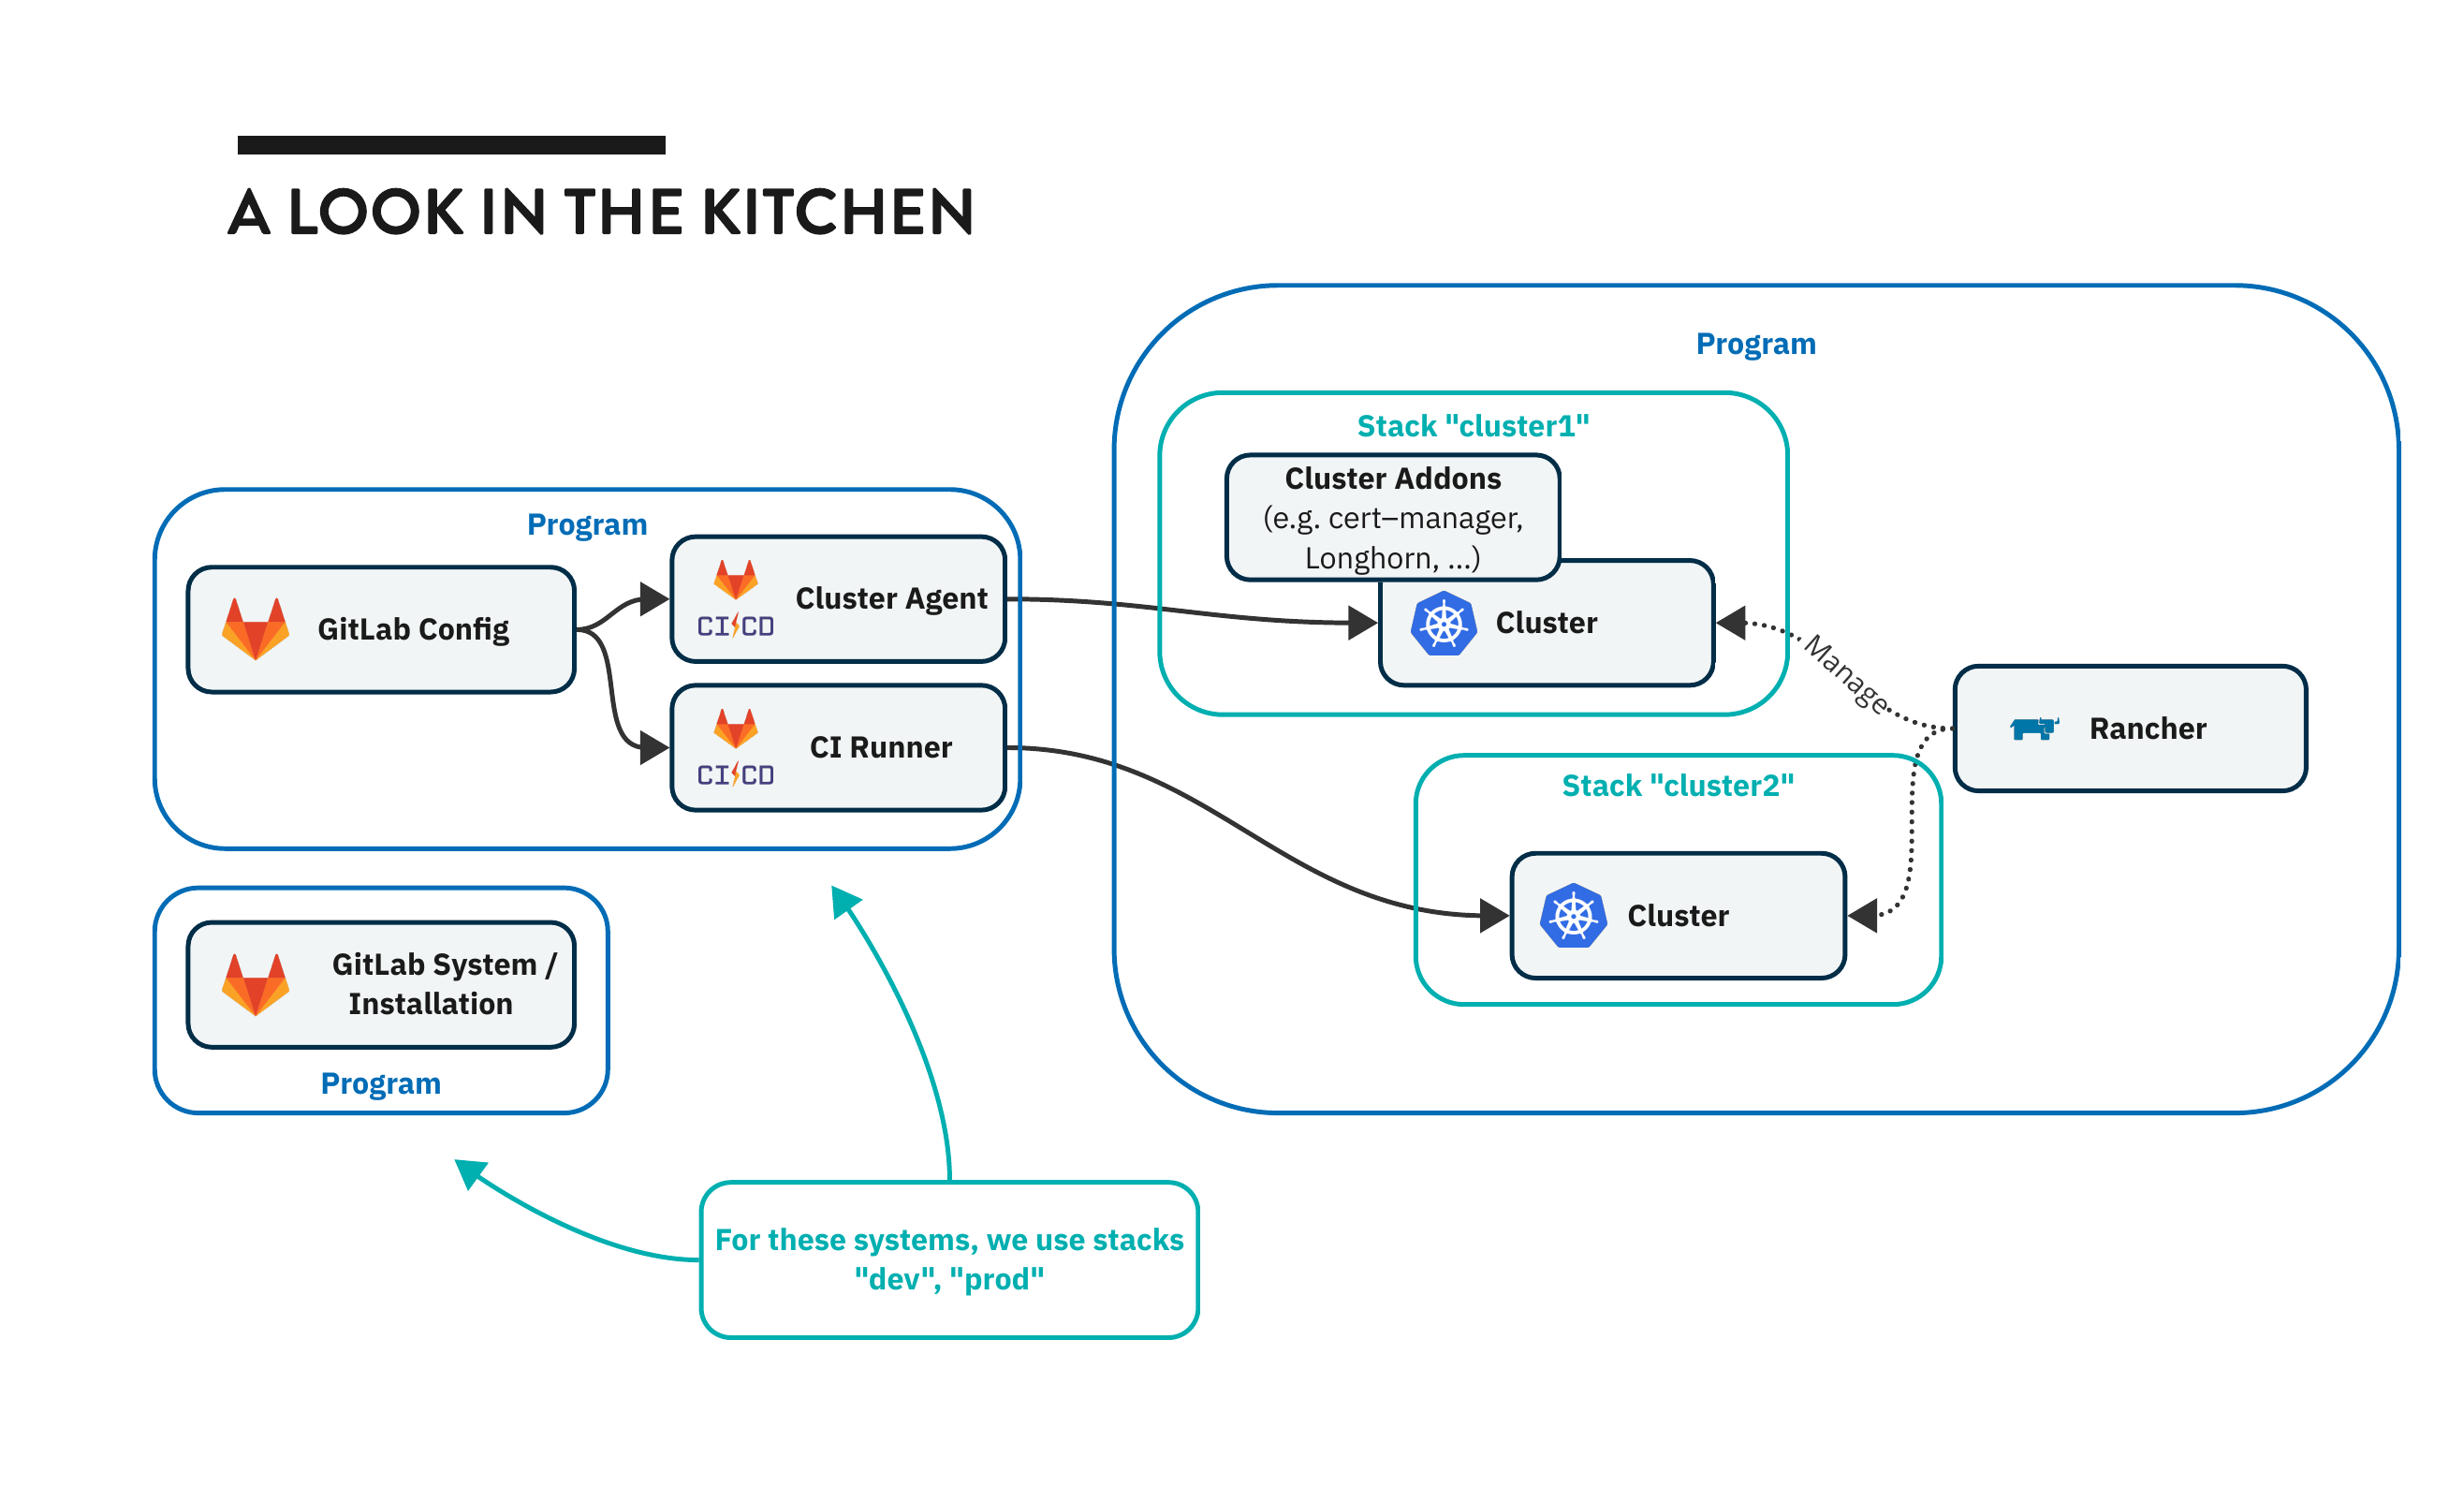 A LOOK IN THE KITCHEN
Program
GitLab Config
CI CD
Cluster Agent
CI CD
CI Runner
GitLab System /
Installation
Program
Program
Stack "cluster1"
Cluster Addons
(e.g. cert–manager,
Longhorn, ...)
Cluster
Manage
Rancher
Stack "cluster2"
Cluster
For these systems, we use stacks
"dev", "prod"